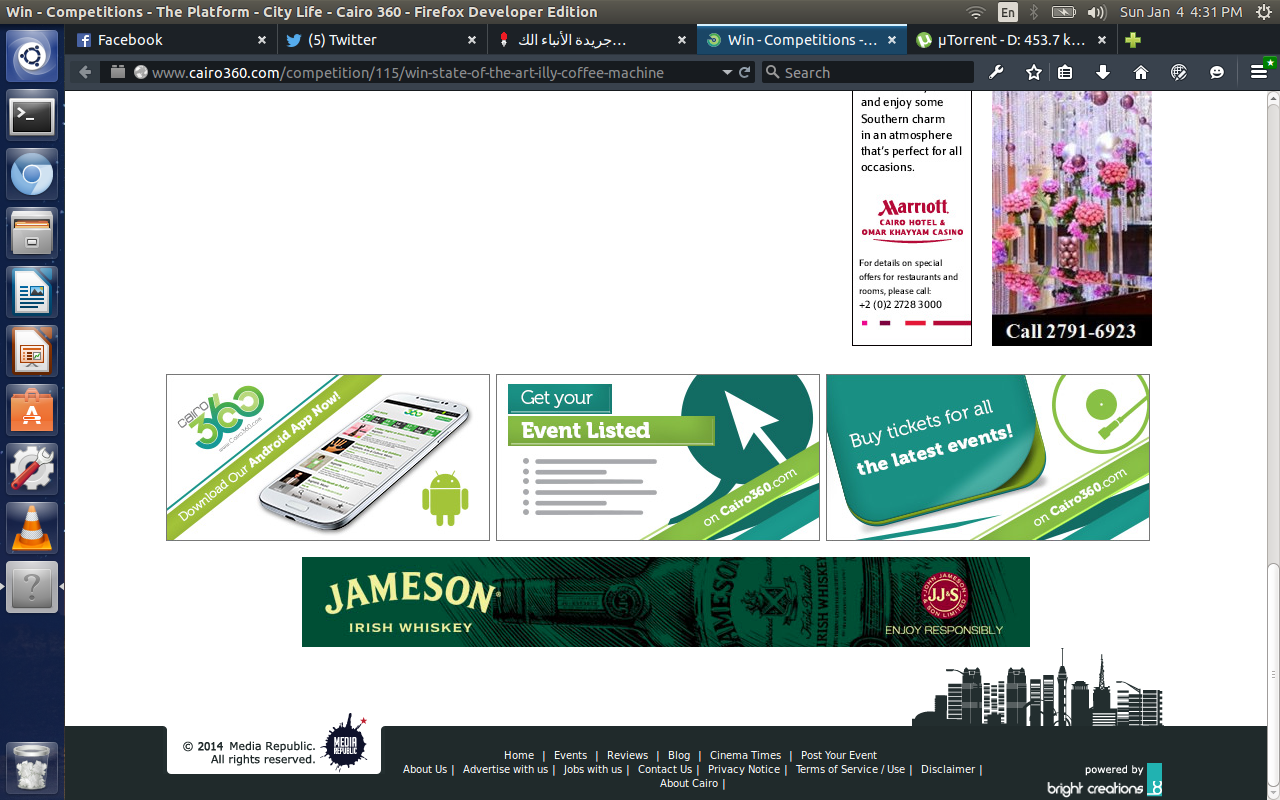 Win - Competitions - The Platform - City Life - Cairo 360 - Firefox Developer Edition
En
Sun Jan 4 4:31 PM
Facebook
(5) Twitter
جريدة الأنباء الك...
Win - Competitions -...
µTorrent - D: 453.7 k...
www.cairo360.com/competition/115/win-state-of-the-art-illy-coffee-machine
Search
and enjoy some
Southern charm
in an atmosphere
that's perfect for all
occasions.
Marriott
CAIRO HOTEL &
OMAR KHAYYAM CASINO
For details on special
offers for restaurants and
rooms, please call:
+2 (0)2 2728 3000
Call 2791-6923
cairo
360
www.Cairo360.com
Download Our Android App Now!
Get your
Event Listed
on Cairo360.com
Buy tickets for all
the latest events!
on Cairo360.com
JAMESON®
IRISH WHISKEY
JAMESON
Triple Distilled
IRISH WHISKEY
JOHN JAMESON
JJ&S
& SON LIMITED
ENJOY RESPONSIBLY
© 2014 Media Republic.
All rights reserved.
MEDIA
REPUBLIC
Home | Events | Reviews | Blog | Cinema Times | Post Your Event
About Us | Advertise with us | Jobs with us | Contact Us | Privacy Notice | Terms of Service / Use | Disclaimer |
About Cairo |
powered by
bright creations